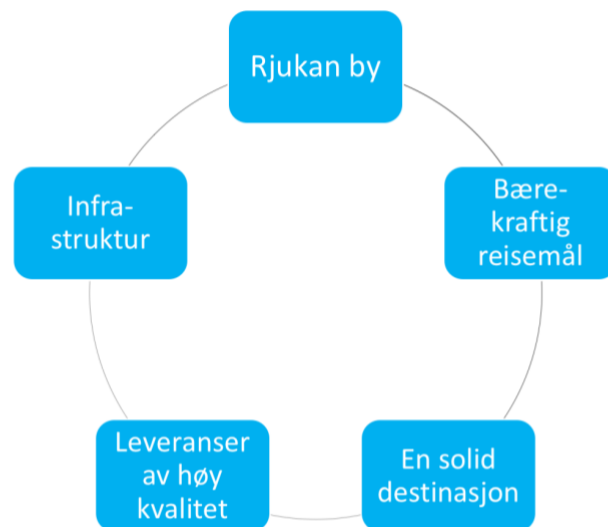 Rjukan by
Bære-
kraftig
reisemål
En solid
destinasjon
Leveranser
av høy
kvalitet
Infra-
struktur